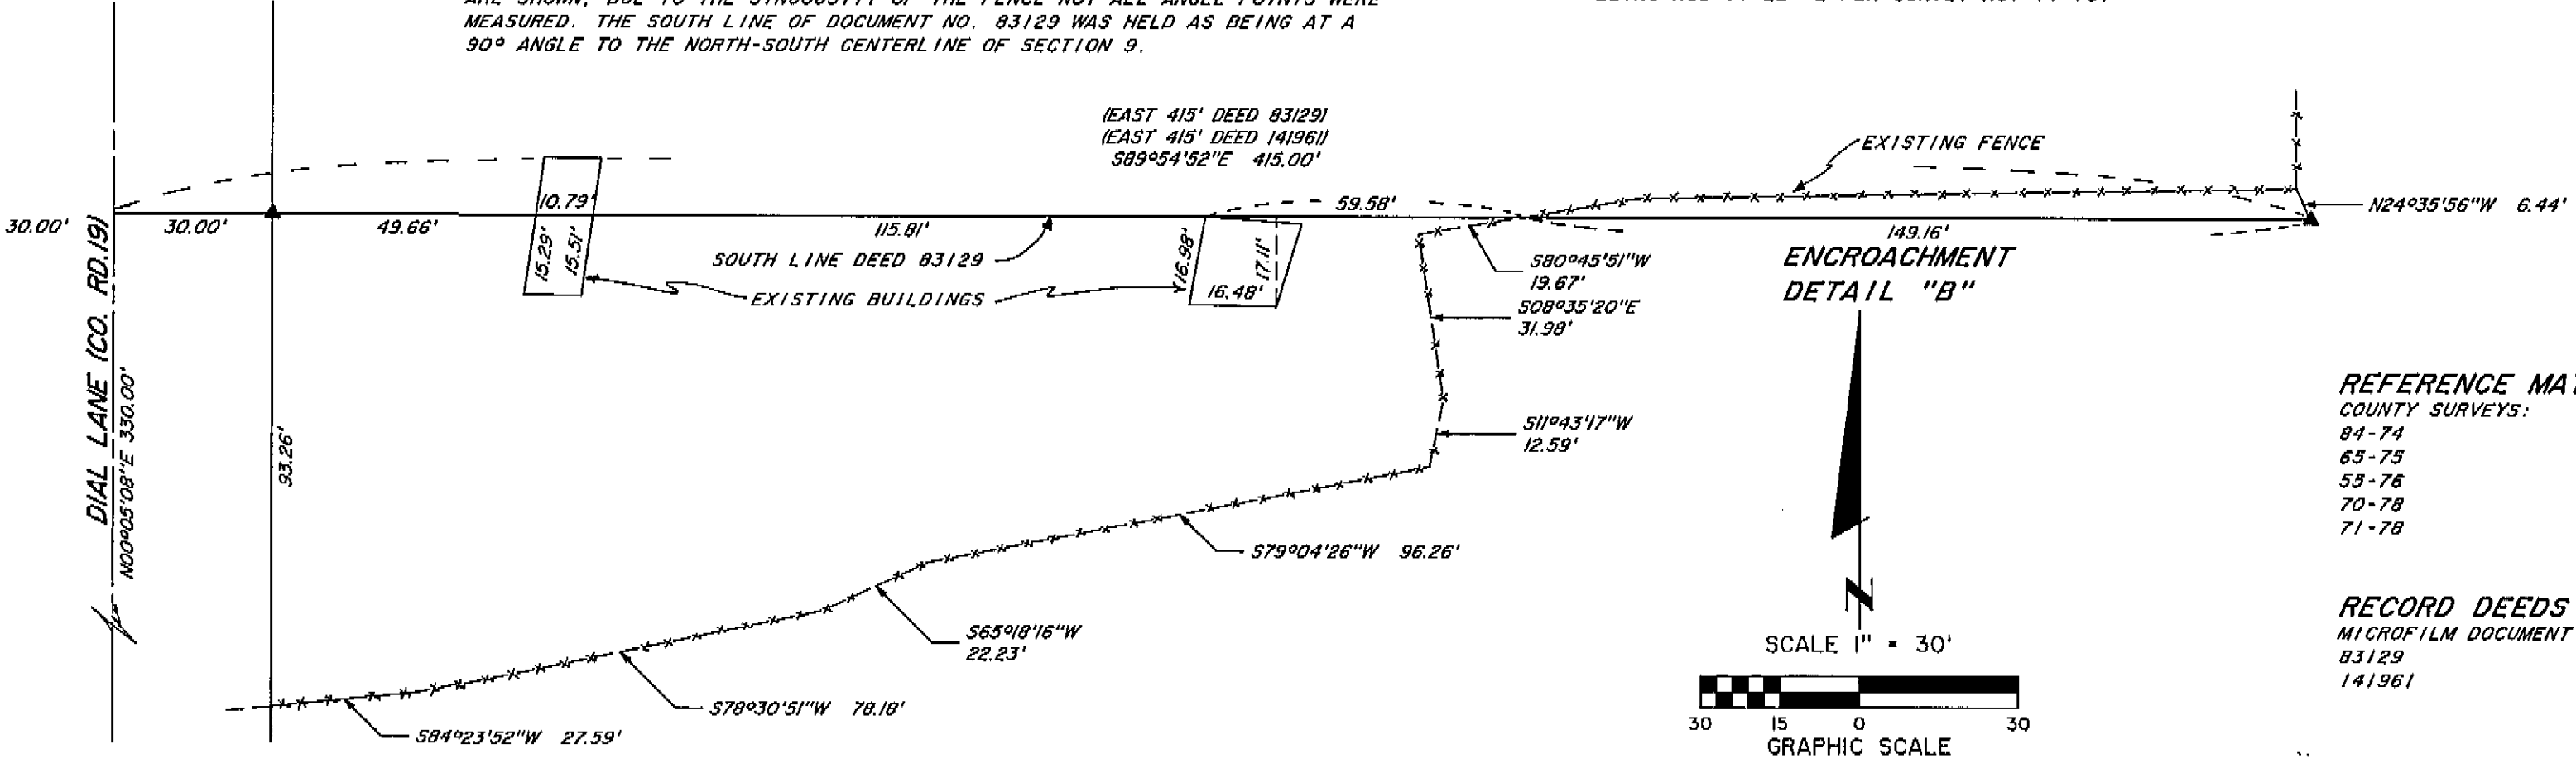 MEASURED. THE SOUTH LINE OF DOCUMENT NO. 83129 WAS HELD AS BEING AT A
90° ANGLE TO THE NORTH-SOUTH CENTERLINE OF SECTION 9.
(EAST 415' DEED 83129)
(EAST 415' DEED 141961)
S89°54'52"E 415.00'
EXISTING FENCE
N24°35'56"W 6.44'
30.00'
30.00'
49.66'
10.79'
15.29'
15.51'
115.81'
59.58'
149.16'
SOUTH LINE DEED 83129
EXISTING BUILDINGS
16.98'
17.11'
16.48'
S80°45'51"W
19.67'
S08°35'20"E
31.98'
S11°43'17"W
12.59'
ENCROACHMENT
DETAIL "B"
DIAL LANE (CO. RD.19)
N00°05'08"E 330.00'
93.26'
S79°04'26"W 96.26'
S65°18'16"W
22.23'
S78°30'51"W 78.18'
S84°23'52"W 27.59'
N
SCALE 1" = 30'
30 15 0 30
GRAPHIC SCALE
REFERENCE MAT
COUNTY SURVEYS:
84-74
65-75
55-76
70-78
71-78
RECORD DEEDS
MICROFILM DOCUMENT
83129
141961